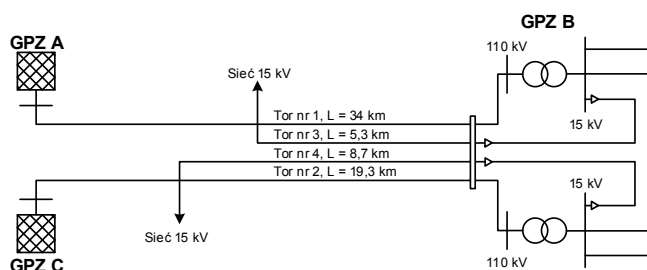 GPZ B
GPZ A
110 kV
Sieć 15 kV
Tor nr 1, L = 34 km
15 kV
Tor nr 3, L = 5,3 km
Tor nr 4, L = 8,7 km
Tor nr 2, L = 19,3 km
15 kV
Sieć 15 kV
GPZ C
110 kV